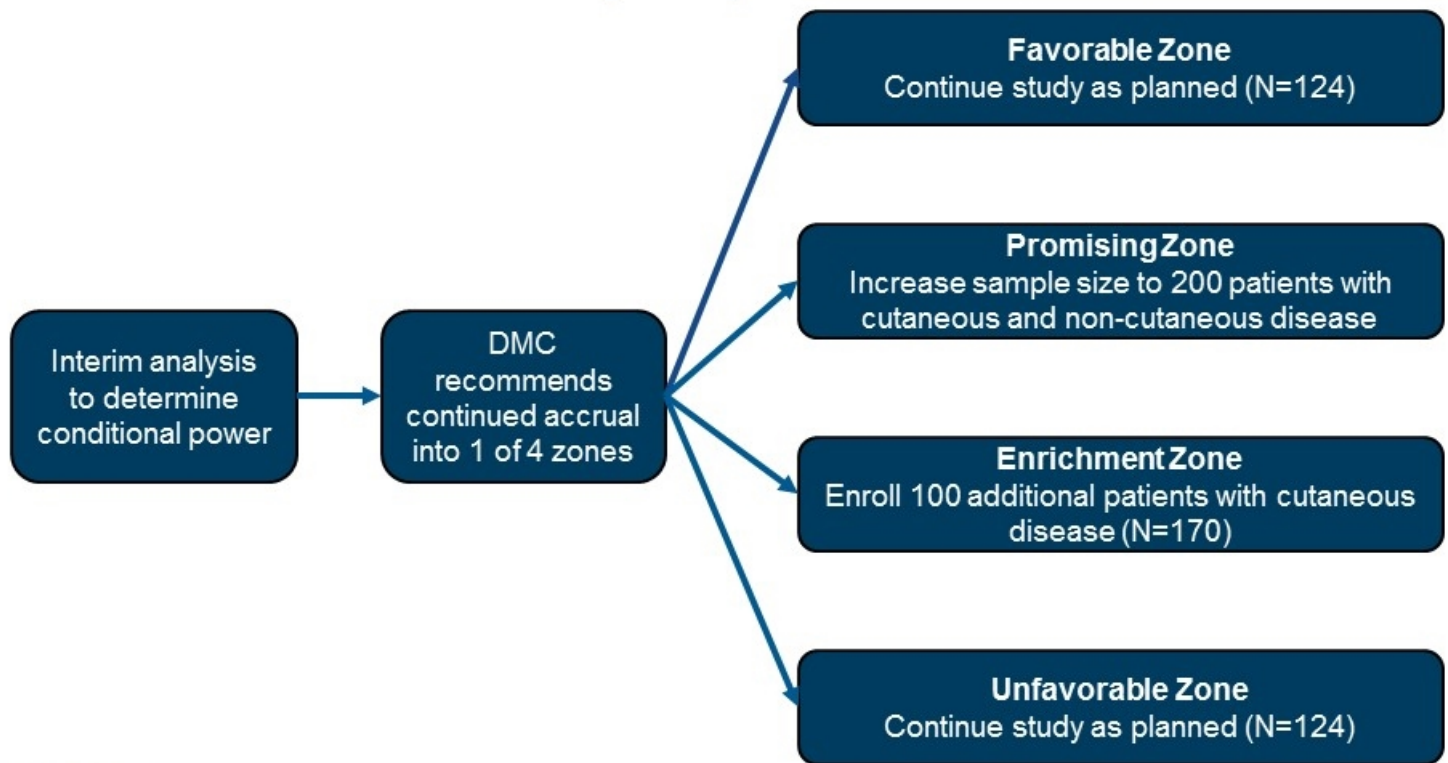 Interim analysis
to determine
conditional power
DMC
recommends
continued accrual
into 1 of 4 zones
Favorable Zone
Continue study as planned (N=124)
Promising Zone
Increase sample size to 200 patients with
cutaneous and non-cutaneous disease
Enrichment Zone
Enroll 100 additional patients with cutaneous
disease (N=170)
Unfavorable Zone
Continue study as planned (N=124)